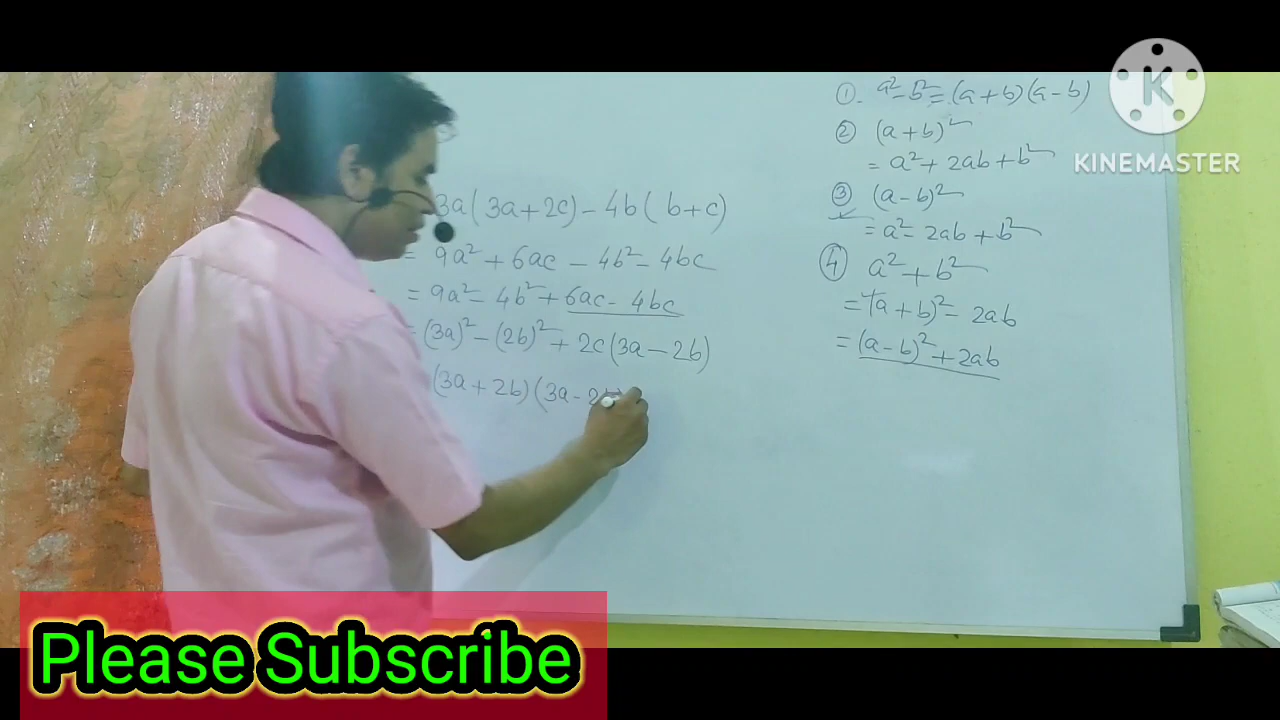 3a(3a+2c)-4b(b+c)
= 9a²+6ac-4b²-4bc
= 9a²-4b²+6ac-4bc
= (3a)²-(2b)²+2c(3a-2b)
(3a+2b)(3a-2b)
①. a²-b²=(a+b)(a-b)
② (a+b)²
= a²+2ab+b²
③ (a-b)²
= a²-2ab+b²
④ a²+b²
= (a+b)²-2ab
= (a-b)²+2ab
K
KINEMASTER
Please Subscribe